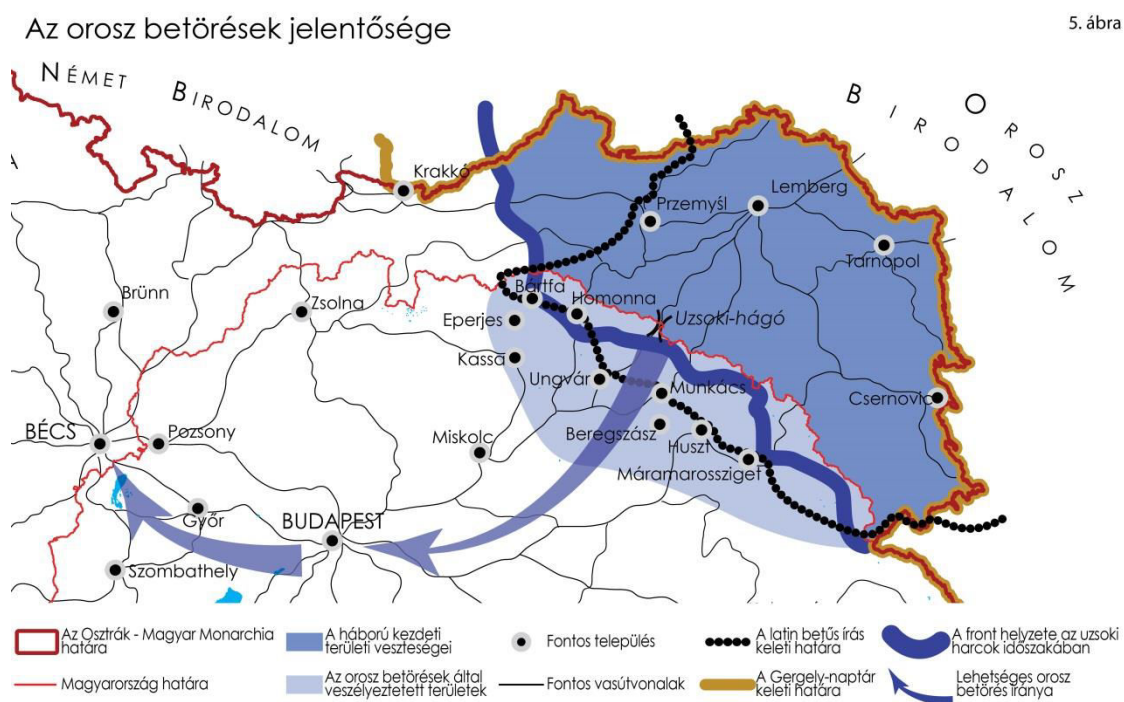 Az orosz betörések jelentősége
5. ábra
NÉMET BIRODALOM
OROSZ BIRODALOM
A
Krakkó
Lemberg
Przemyśl
Tarnopol
Brünn
Zsolna
Bártfa
Homonna
Eperjes
Uzsoki-hágó
Kassa
Ungvár
Munkács
Csernovic
BÉCS
Pozsony
Miskolc
Beregszász
Huszt
Máramarossziget
Győr
BUDAPEST
Szombathely
Az Osztrák - Magyar Monarchia
határa
A háború kezdeti
területi veszteségei
Fontos település
A latin betűs írás
keleti határa
A front helyzete az uzsoki
harcok időszakában
Magyarország határa
Az orosz betörések által
veszélyeztetett területek
Fontos vasútvonalak
A Gergely-naptár
keleti határa
Lehetséges orosz
betörés iránya